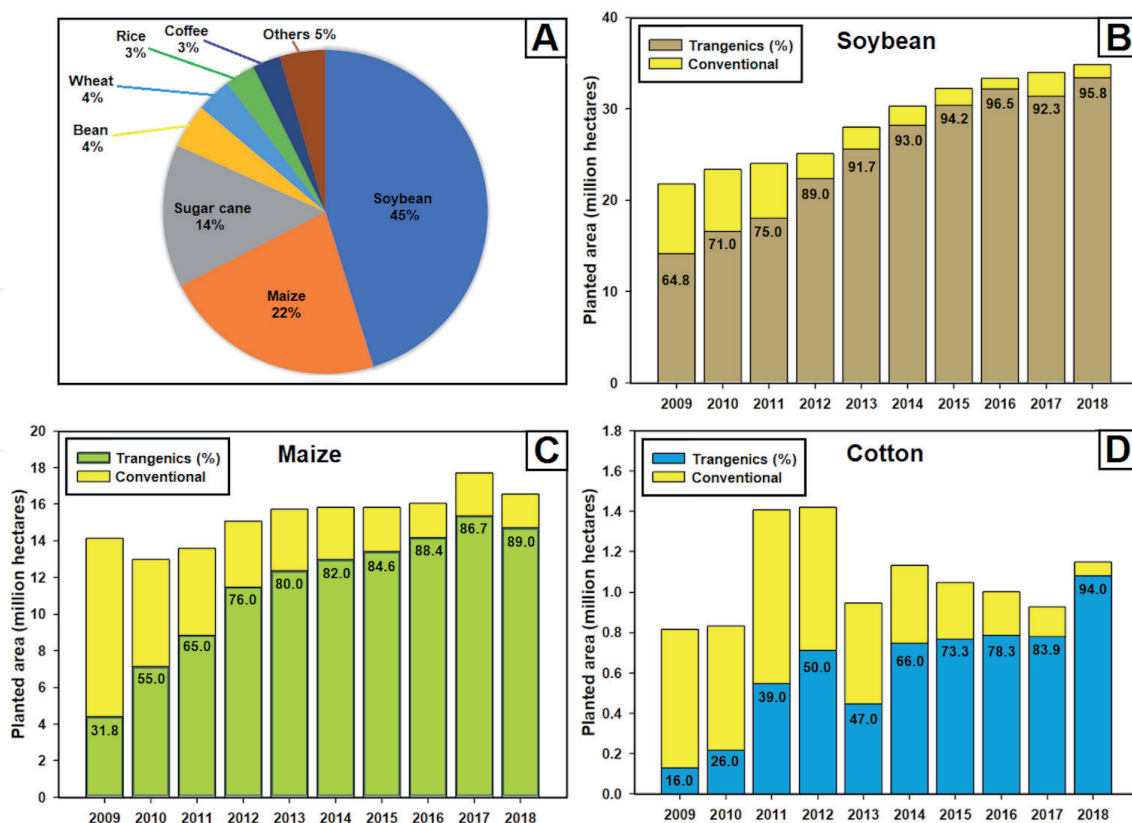 A
Rice
3%
Coffee
3%
Others 5%
Wheat
4%
Bean
4%
Sugar cane
14%
Soybean
45%
Maize
22%
B
Soybean
Trangenics (%)
Conventional
Planted area (million hectares)
40
30
20
10
0
64.8
71.0
75.0
89.0
91.7
93.0
94.2
96.5
92.3
95.8
2009 2010 2011 2012 2013 2014 2015 2016 2017 2018
C
Maize
Trangenics (%)
Conventional
Planted area (million hectares)
20
18
16
14
12
10
8
6
4
2
0
31.8
55.0
65.0
76.0
80.0
82.0
84.6
88.4
86.7
89.0
2009 2010 2011 2012 2013 2014 2015 2016 2017 2018
D
Cotton
Trangenics (%)
Conventional
Planted area (million hectares)
1.8
1.6
1.4
1.2
1.0
0.8
0.6
0.4
0.2
0.0
16.0
26.0
39.0
50.0
47.0
66.0
73.3
78.3
83.9
94.0
2009 2010 2011 2012 2013 2014 2015 2016 2017 2018